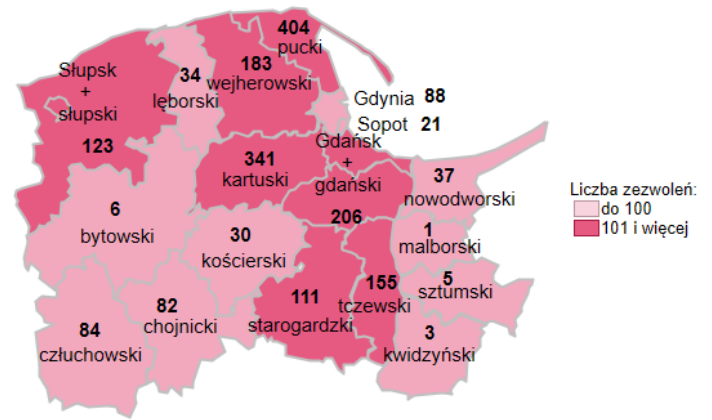 404
pucki
183
wejherowski
34
lęborski
Słupsk
+
słupski
123
Gdynia 88
Sopot 21
Gdańsk
+
gdański
206
341
kartuski
37
nowodworski
1
malborski
6
bytowski
30
kościerski
5
sztumski
155
tczewski
111
starogardzki
82
chojnicki
84
człuchowski
3
kwidzyński
Liczba zezwoleń:
do 100
101 i więcej